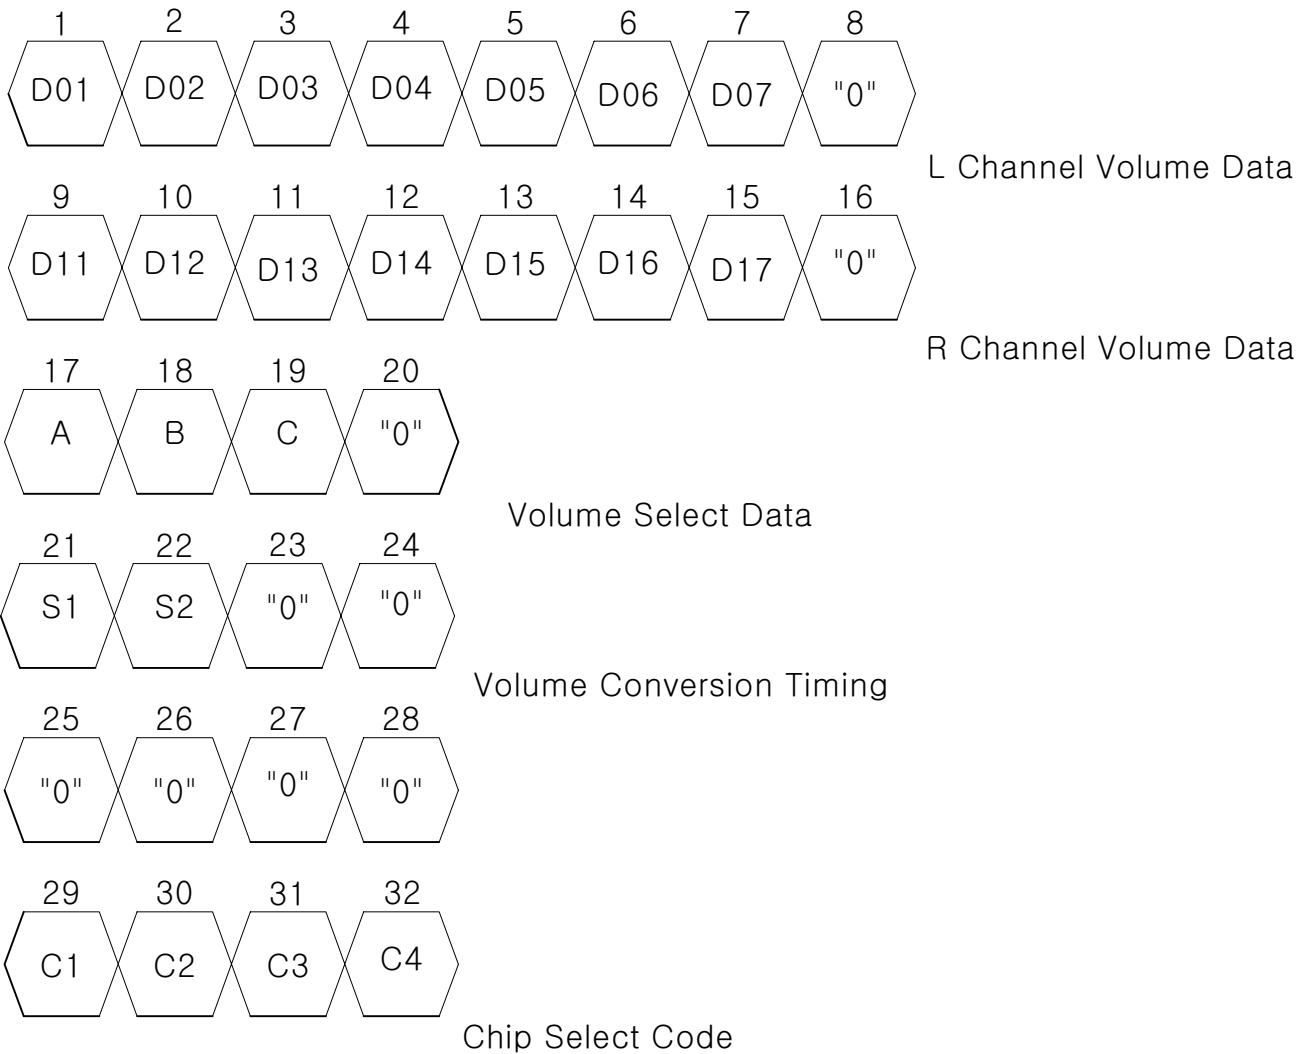 1 2 3 4 5 6 7 8
D01 D02 D03 D04 D05 D06 D07 "0"
L Channel Volume Data
9 10 11 12 13 14 15 16
D11 D12 D13 D14 D15 D16 D17 "0"
R Channel Volume Data
17 18 19 20
A B C "0"
Volume Select Data
21 22 23 24
S1 S2 "0" "0"
Volume Conversion Timing
25 26 27 28
"0" "0" "0" "0"
29 30 31 32
C1 C2 C3 C4
Chip Select Code